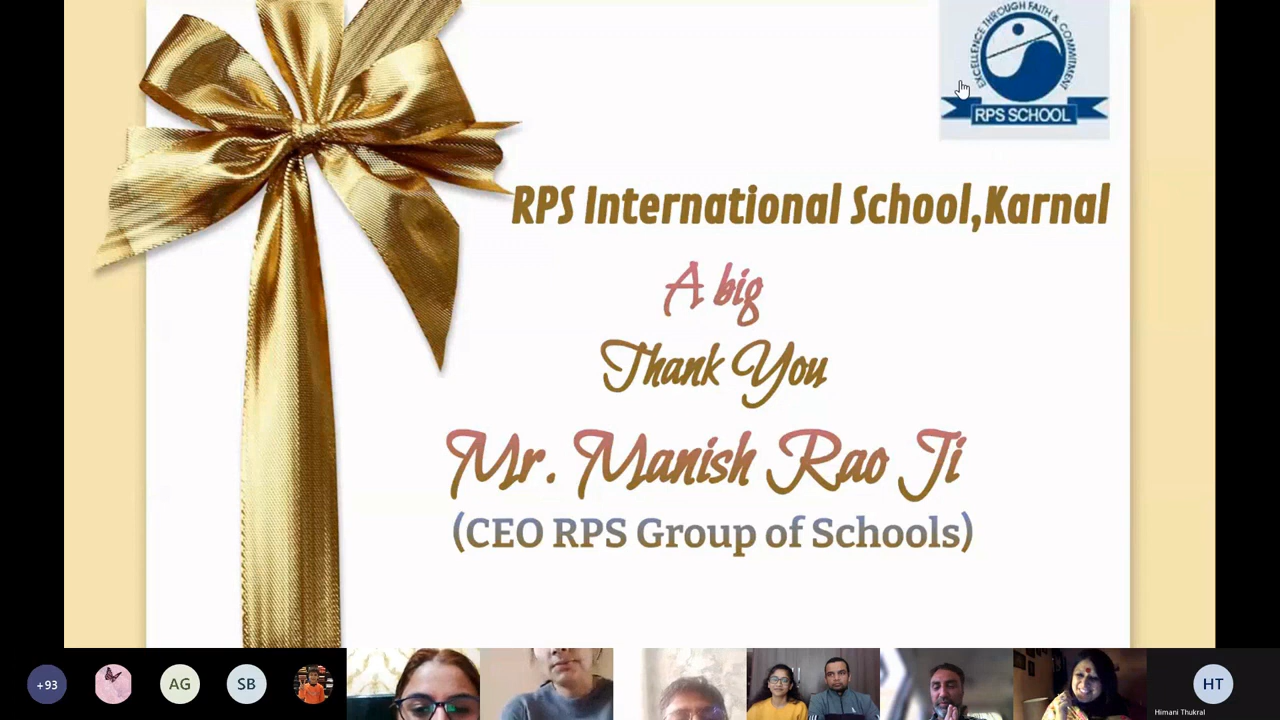 EXCELLENCE THROUGH FAITH & COMMITMENT
RPS SCHOOL
RPS International School,Karnal
A big
Thank You
Mr. Manish Rao Ji
(CEO RPS Group of Schools)
+93
AG
SB
HT
Himani Thukral